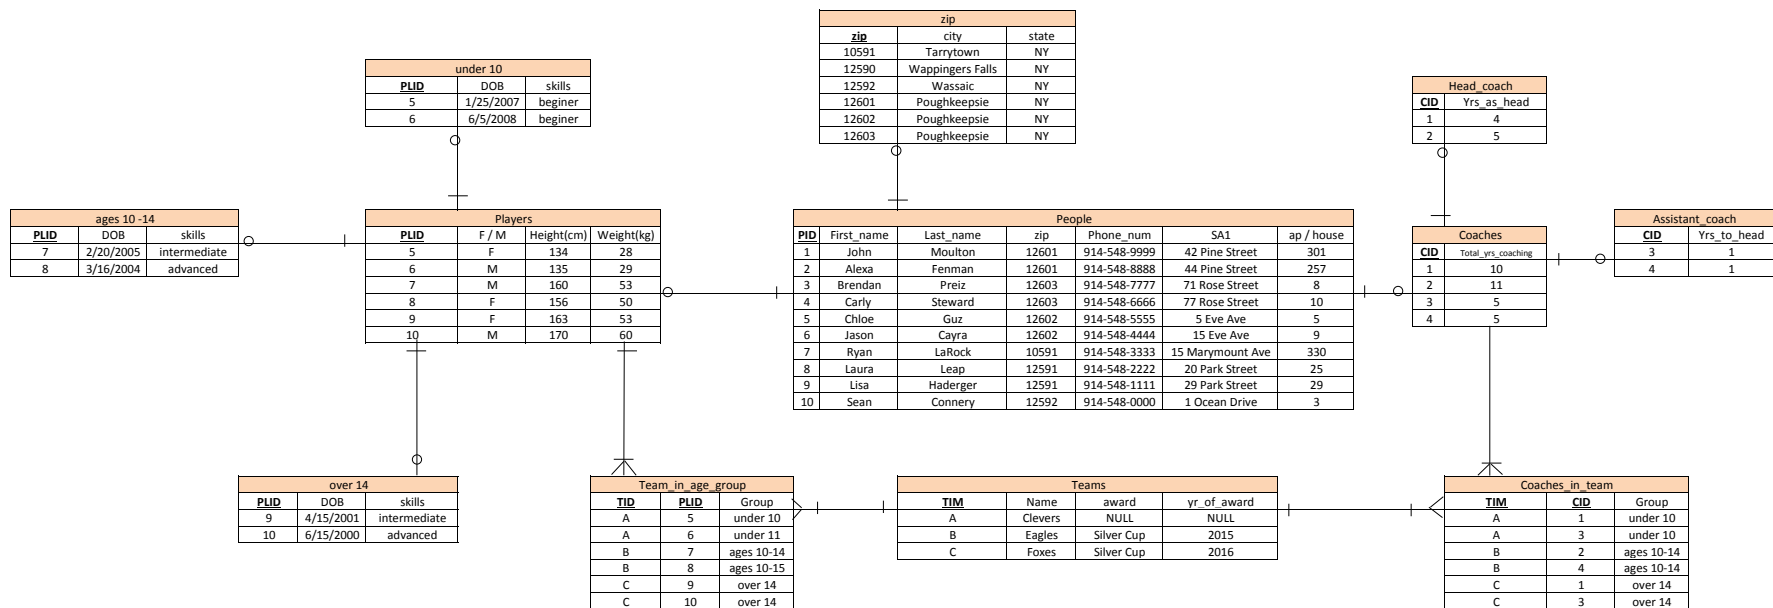 zip
zip city state
10591 Tarrytown NY
12590 Wappingers Falls NY
12592 Wassaic NY
12601 Poughkeepsie NY
12602 Poughkeepsie NY
12603 Poughkeepsie NY
under 10
PLID DOB skills
5 1/25/2007 beginer
6 6/5/2008 beginer
Head_coach
CID Yrs_as_head
1 4
2 5
ages 10 -14
PLID DOB skills
7 2/20/2005 intermediate
8 3/16/2004 advanced
Players
PLID F / M Height(cm) Weight(kg)
5 F 134 28
6 M 135 29
7 M 160 53
8 F 156 50
9 F 163 53
10 M 170 60
People
PID First_name Last_name zip Phone_num SA1 ap / house
1 John Moulton 12601 914-548-9999 42 Pine Street 301
2 Alexa Fenman 12601 914-548-8888 44 Pine Street 257
3 Brendan Preiz 12603 914-548-7777 71 Rose Street 8
4 Carly Steward 12603 914-548-6666 77 Rose Street 10
5 Chloe Guz 12602 914-548-5555 5 Eve Ave 5
6 Jason Cayra 12602 914-548-4444 15 Eve Ave 9
7 Ryan LaRock 10591 914-548-3333 15 Marymount Ave 330
8 Laura Leap 12591 914-548-2222 20 Park Street 25
9 Lisa Haderger 12591 914-548-1111 29 Park Street 29
10 Sean Connery 12592 914-548-0000 1 Ocean Drive 3
Coaches
CID Total_yrs_coaching
1 10
2 11
3 5
4 5
Assistant_coach
CID Yrs_to_head
3 1
4 1
over 14
PLID DOB skills
9 4/15/2001 intermediate
10 6/15/2000 advanced
Team_in_age_group
TID PLID Group
A 5 under 10
A 6 under 11
B 7 ages 10-14
B 8 ages 10-15
C 9 over 14
C 10 over 14
Teams
TIM Name award yr_of_award
A Clevers NULL NULL
B Eagles Silver Cup 2015
C Foxes Silver Cup 2016
Coaches_in_team
TIM CID Group
A 1 under 10
A 3 under 10
B 2 ages 10-14
B 4 ages 10-14
C 1 over 14
C 3 over 14